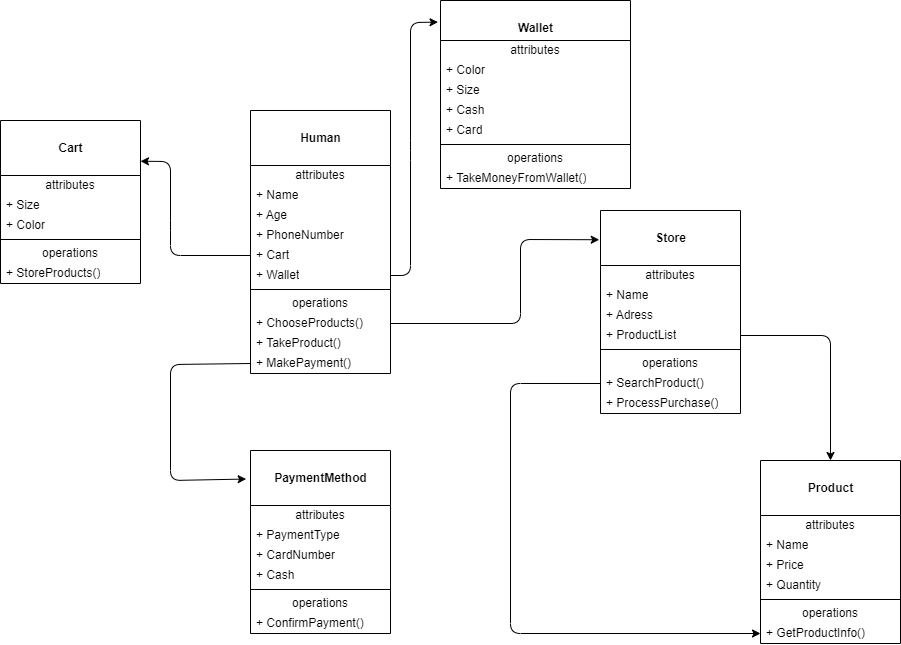 Wallet
attributes
+ Color
+ Size
+ Cash
+ Card
operations
+ TakeMoneyFromWallet()
Human
attributes
+ Name
+ Age
+ PhoneNumber
+ Cart
+ Wallet
operations
+ ChooseProducts()
+ TakeProduct()
+ MakePayment()
Cart
attributes
+ Size
+ Color
operations
+ StoreProducts()
Store
attributes
+ Name
+ Adress
+ ProductList
operations
+ SearchProduct()
+ ProcessPurchase()
PaymentMethod
attributes
+ PaymentType
+ CardNumber
+ Cash
operations
+ ConfirmPayment()
Product
attributes
+ Name
+ Price
+ Quantity
operations
+ GetProductInfo()